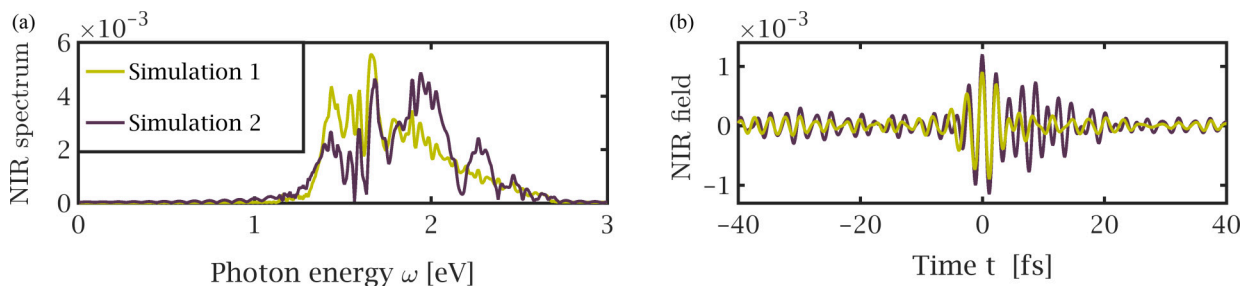 (a)
×10⁻³
NIR spectrum
6
4
2
0
Simulation 1
Simulation 2
0 1 2 3
Photon energy ω [eV]
(b)
×10⁻³
NIR field
1
0
−1
−40 −20 0 20 40
Time t [fs]